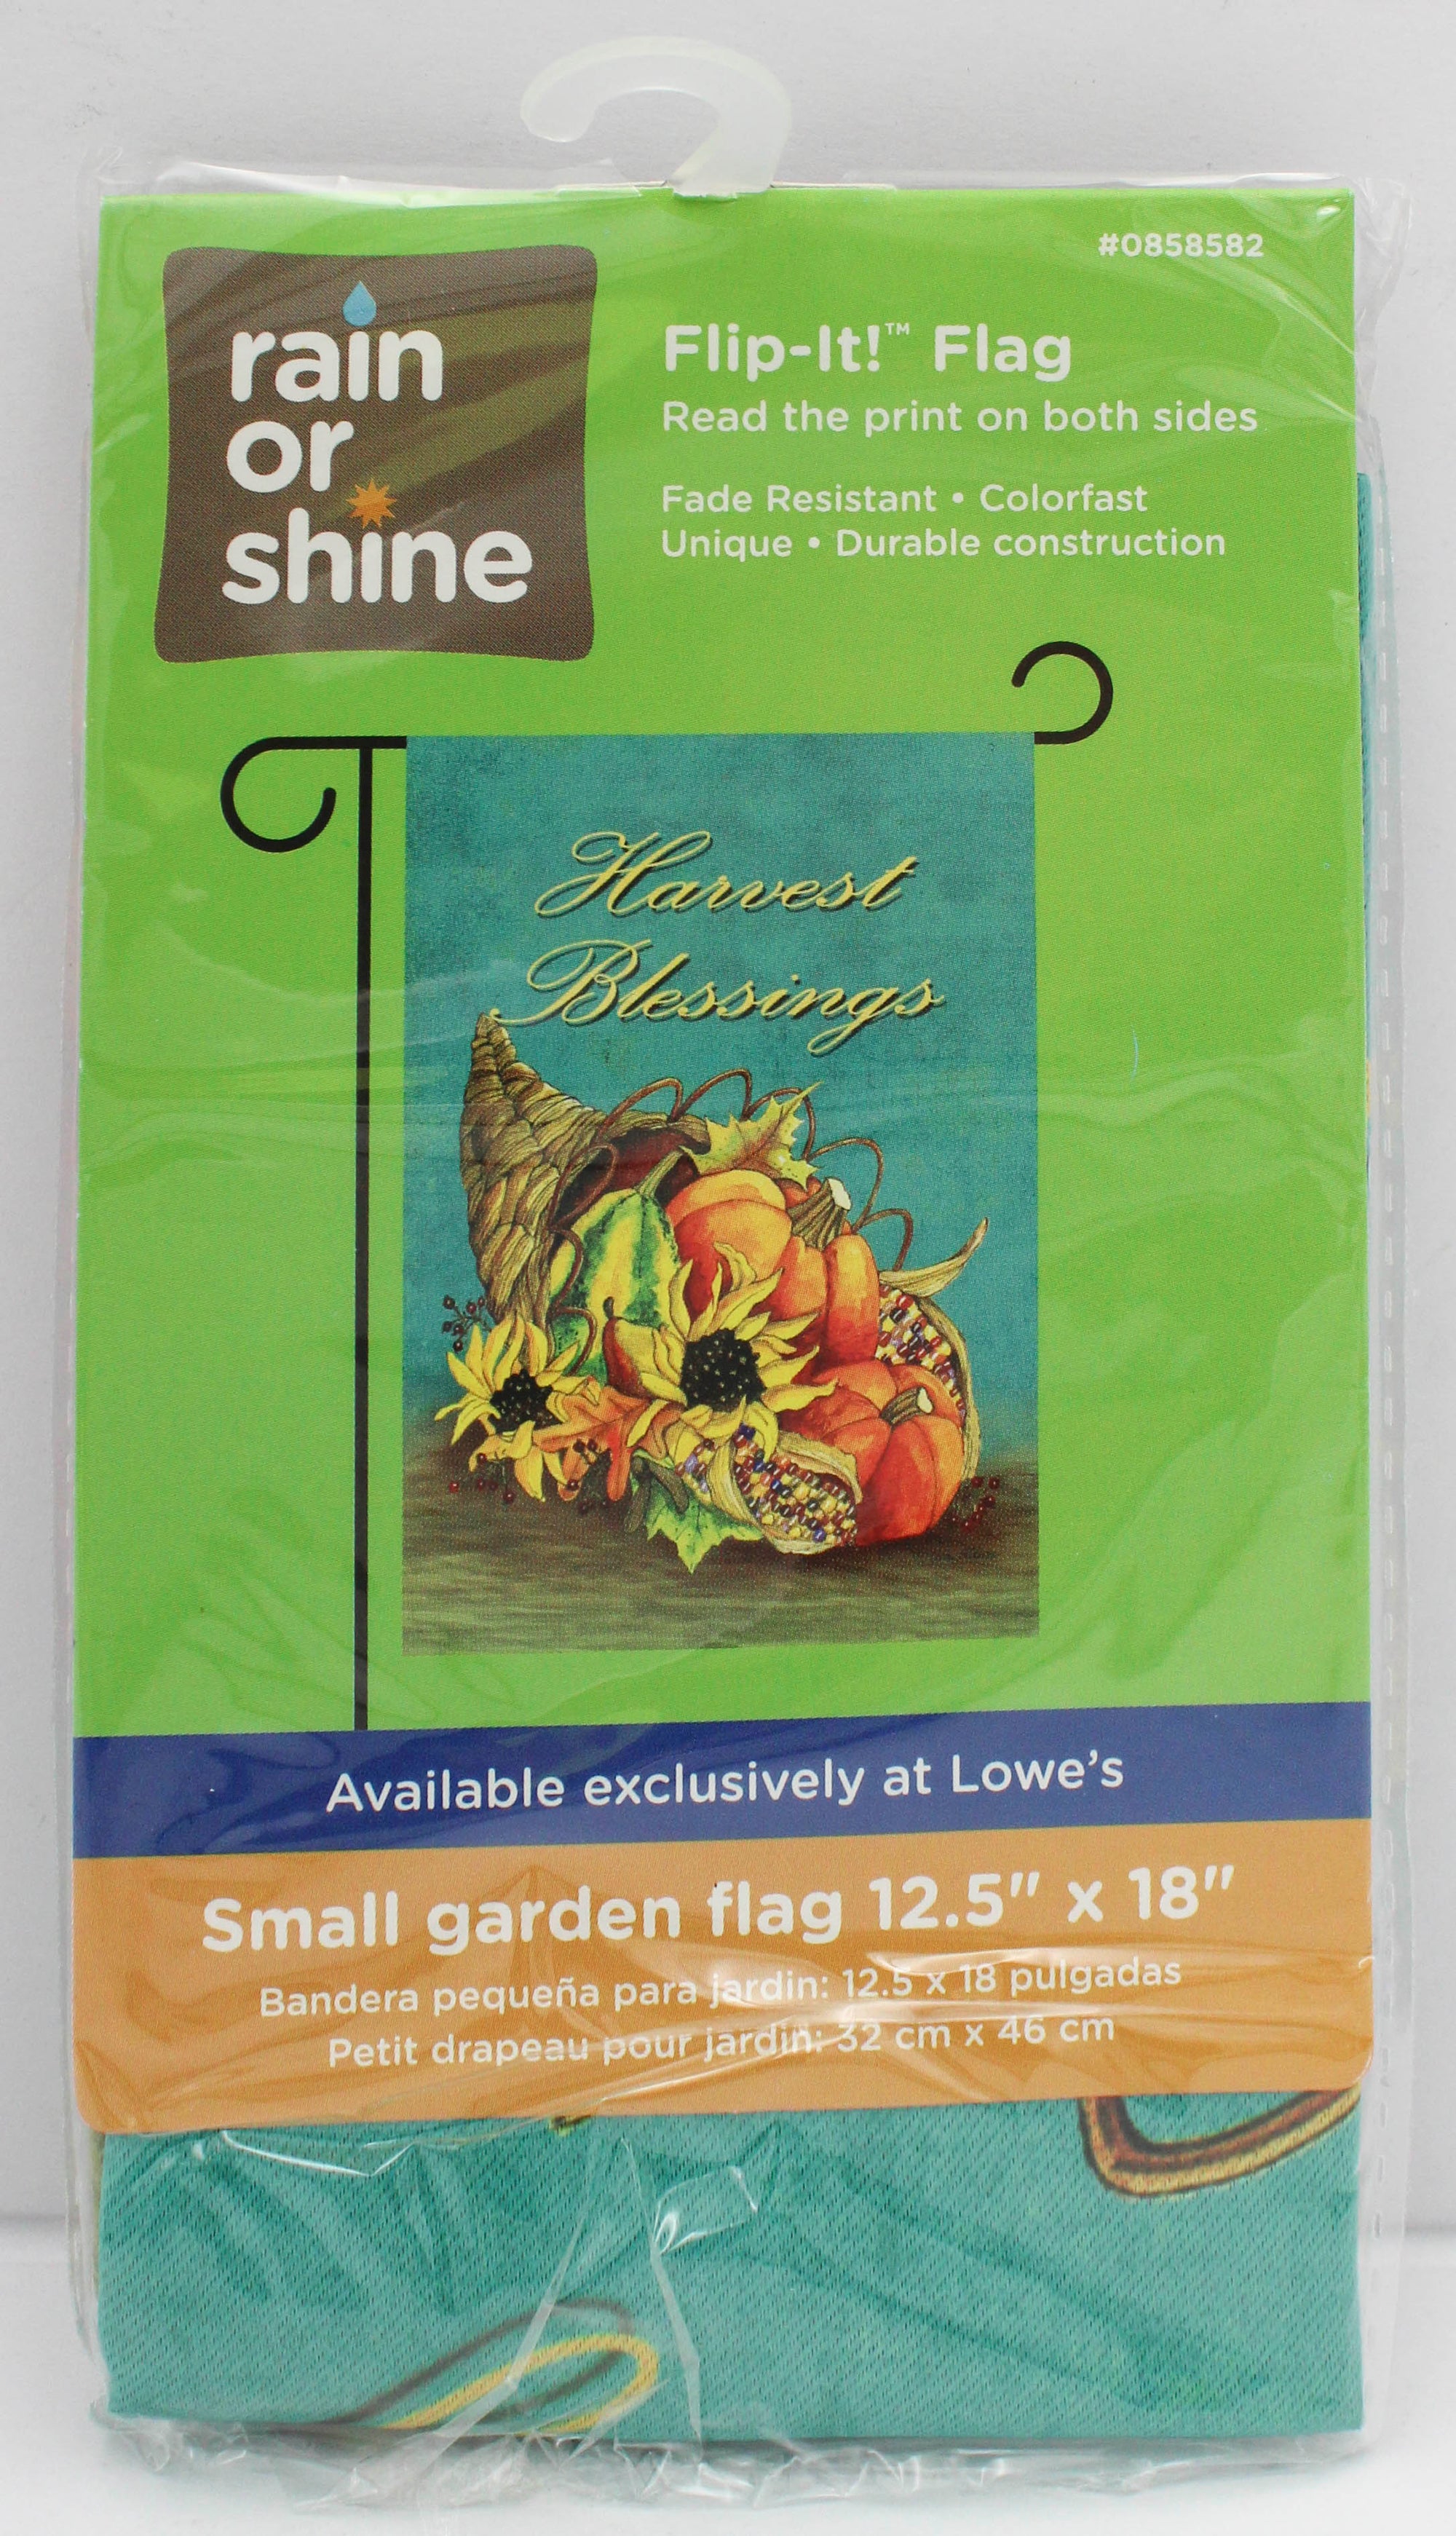 #0858582
rain
or
shine
Flip-It!™ Flag
Read the print on both sides
Fade Resistant • Colorfast
Unique • Durable construction
Harvest
Blessings
Available exclusively at Lowe's
Small garden flag 12.5" x 18"
Bandera pequeña para jardin: 12.5 x 18 pulgadas
Petit drapeau pour jardin: 32 cm x 46 cm